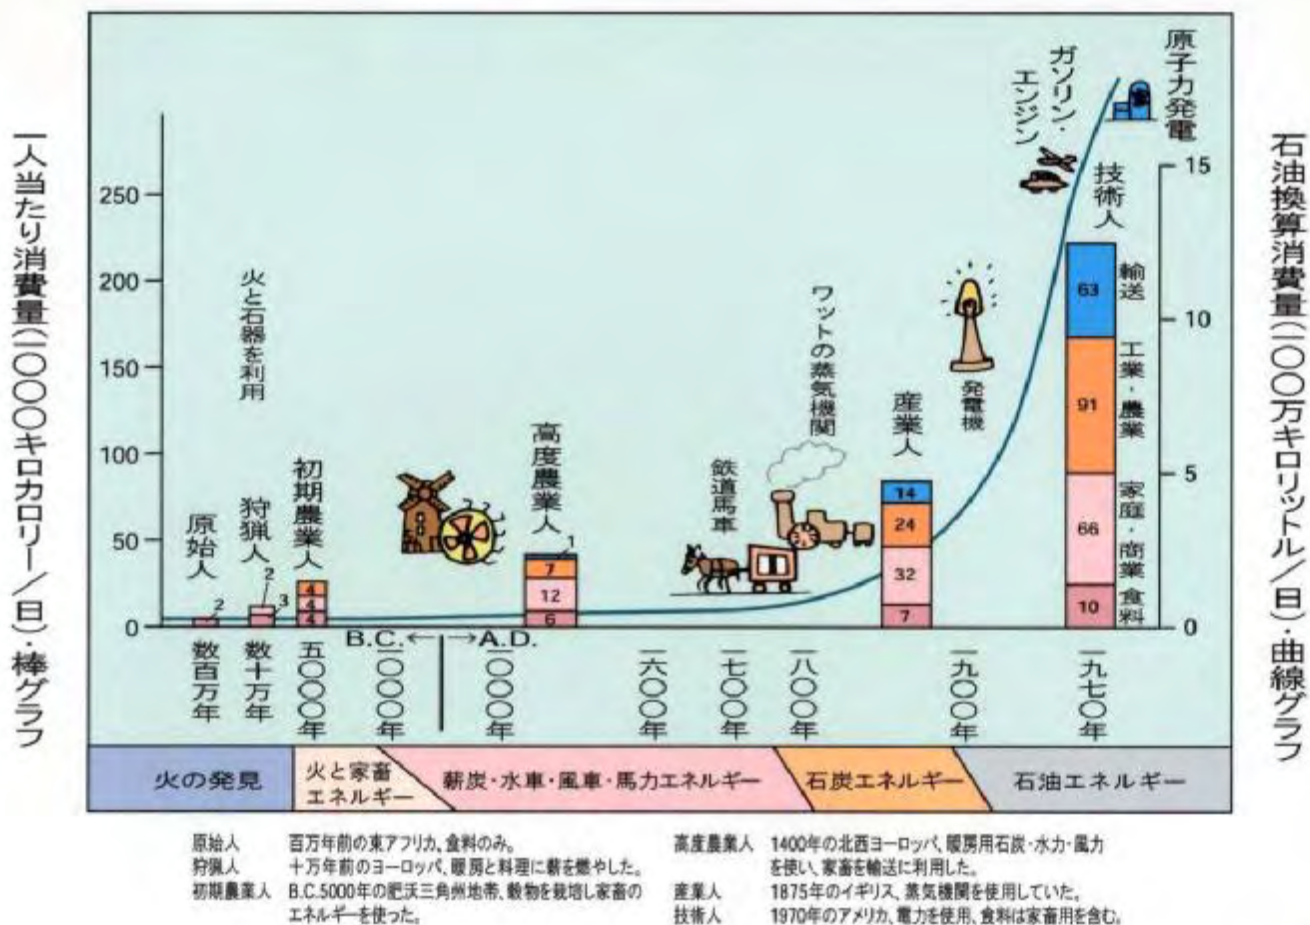 一人当たり消費量(一〇〇〇キロカロリー/日)・棒グラフ
250
200
150
100
50
0
火と石器を利用
原始人
2
狩猟人
2
3
初期農業人
4
4
4
高度農業人
1
7
12
6
鉄道馬車
ワットの蒸気機関
産業人
14
24
32
7
発電機
ガソリン・
エンジン
原子力発電
技術人
63
91
66
10
輸送
工業・農業
家庭・商業
食料
15
10
5
0
石油換算消費量(一〇〇万キロリットル/日)・曲線グラフ
B.C.←→A.D.
数百万年
数十万年
五〇〇〇年
一〇〇〇年
一〇〇〇年
一六〇〇年
一七〇〇年
一八〇〇年
一九〇〇年
一九七〇年
火の発見
火と家畜
エネルギー
薪炭・水車・風車・馬力エネルギー
石炭エネルギー
石油エネルギー
原始人 百万年前の東アフリカ、食料のみ。
狩猟人 十万年前のヨーロッパ、暖房と料理に薪を燃やした。
初期農業人 B.C.5000年の肥沃三角州地帯、穀物を栽培し家畜の
エネルギーを使った。
高度農業人 1400年の北西ヨーロッパ、暖房用石炭・水力・風力
を使い、家畜を輸送に利用した。
産業人 1875年のイギリス、蒸気機関を使用していた。
技術人 1970年のアメリカ、電力を使用、食料は家畜用を含む。